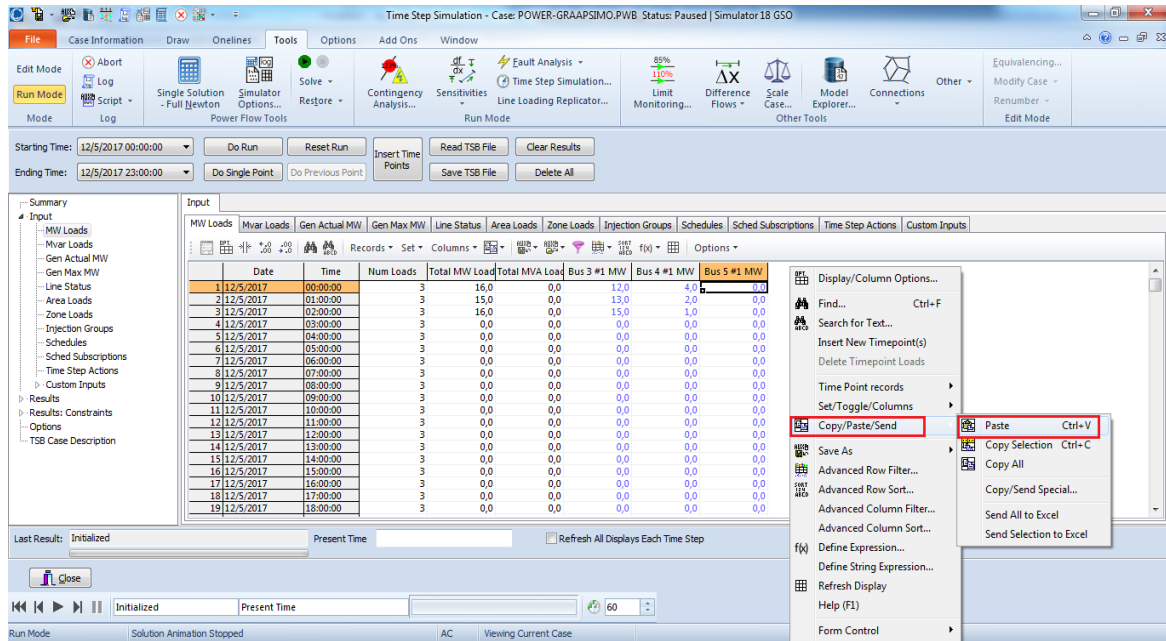 Time Step Simulation - Case: POWER-GRAAPSIMO.PWB Status: Paused | Simulator 18 GSO
File Case Information Draw Onelines Tools Options Add Ons Window
Edit Mode
Run Mode
Mode
Abort
Log
Script
Log
Single Solution - Full Newton
Simulator Options...
Solve
Restore
Power Flow Tools
Contingency Analysis...
Sensitivities
Fault Analysis
Time Step Simulation...
Line Loading Replicator...
Run Mode
85%
110%
Limit Monitoring...
ΔX
Difference Flows
Scale Case...
Model Explorer...
Connections
Other
Other Tools
Equivalencing...
Modify Case
Renumber
Edit Mode
Starting Time: 12/5/2017 00:00:00 Do Run Reset Run Insert Time Points Read TSB File Clear Results
Ending Time: 12/5/2017 23:00:00 Do Single Point Do Previous Point Save TSB File Delete All
Summary
Input
MW Loads
Mvar Loads
Gen Actual MW
Gen Max MW
Line Status
Area Loads
Zone Loads
Injection Groups
Schedules
Sched Subscriptions
Time Step Actions
Custom Inputs
Results
Results: Constraints
Options
TSB Case Description
Input
MW Loads Mvar Loads Gen Actual MW Gen Max MW Line Status Area Loads Zone Loads Injection Groups Schedules Sched Subscriptions Time Step Actions Custom Inputs
Records Set Columns f(x) Options
Date Time Num Loads Total MW Load Total MVA Load Bus 3 #1 MW Bus 4 #1 MW Bus 5 #1 MW
1 12/5/2017 00:00:00 3 16,0 0,0 12,0 4,0 0,0
2 12/5/2017 01:00:00 3 15,0 0,0 13,0 2,0 0,0
3 12/5/2017 02:00:00 3 16,0 0,0 15,0 1,0 0,0
4 12/5/2017 03:00:00 3 0,0 0,0 0,0 0,0 0,0
5 12/5/2017 04:00:00 3 0,0 0,0 0,0 0,0 0,0
6 12/5/2017 05:00:00 3 0,0 0,0 0,0 0,0 0,0
7 12/5/2017 06:00:00 3 0,0 0,0 0,0 0,0 0,0
8 12/5/2017 07:00:00 3 0,0 0,0 0,0 0,0 0,0
9 12/5/2017 08:00:00 3 0,0 0,0 0,0 0,0 0,0
10 12/5/2017 09:00:00 3 0,0 0,0 0,0 0,0 0,0
11 12/5/2017 10:00:00 3 0,0 0,0 0,0 0,0 0,0
12 12/5/2017 11:00:00 3 0,0 0,0 0,0 0,0 0,0
13 12/5/2017 12:00:00 3 0,0 0,0 0,0 0,0 0,0
14 12/5/2017 13:00:00 3 0,0 0,0 0,0 0,0 0,0
15 12/5/2017 14:00:00 3 0,0 0,0 0,0 0,0 0,0
16 12/5/2017 15:00:00 3 0,0 0,0 0,0 0,0 0,0
17 12/5/2017 16:00:00 3 0,0 0,0 0,0 0,0 0,0
18 12/5/2017 17:00:00 3 0,0 0,0 0,0 0,0 0,0
19 12/5/2017 18:00:00 3 0,0 0,0 0,0 0,0 0,0
Display/Column Options...
Find... Ctrl+F
Search for Text...
Insert New Timepoint(s)
Delete Timepoint Loads
Time Point records
Set/Toggle/Columns
Copy/Paste/Send
Save As
Advanced Row Filter...
Advanced Row Sort...
Advanced Column Filter...
Advanced Column Sort...
f(x) Define Expression...
Define String Expression...
Refresh Display
Help (F1)
Form Control
Paste Ctrl+V
Copy Selection Ctrl+C
Copy All
Copy/Send Special...
Send All to Excel
Send Selection to Excel
Last Result: Initialized Present Time Refresh All Displays Each Time Step
Close
Initialized Present Time 60
Run Mode Solution Animation Stopped AC Viewing Current Case